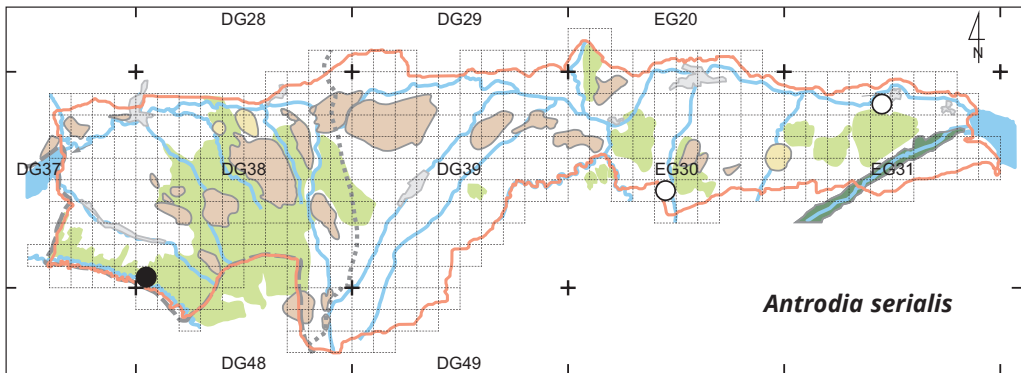 DG28 DG29 EG20
N
DG37 DG38 DG39 EG30 EG31
Antrodia serialis
DG48 DG49